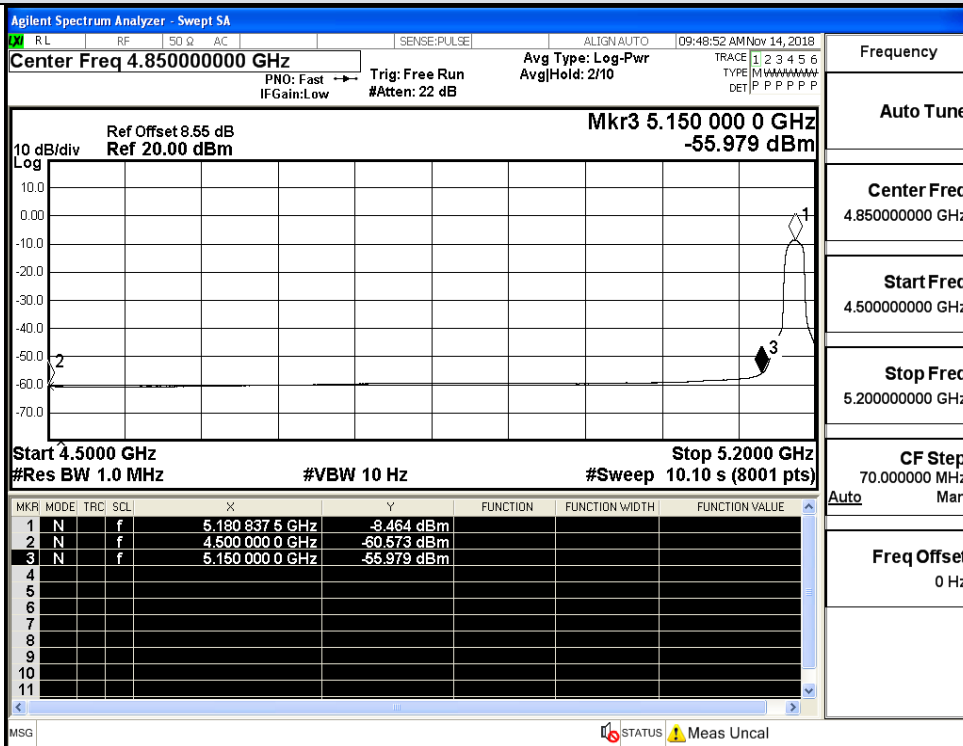 Agilent Spectrum Analyzer - Swept SA
LXI RL RF 50 Ω AC SENSE:PULSE ALIGN AUTO 09:48:52 AM Nov 14, 2018
Center Freq 4.850000000 GHz
PNO: Fast
IFGain:Low
Trig: Free Run
#Atten: 22 dB
Avg Type: Log-Pwr
Avg|Hold: 2/10
TRACE 1 2 3 4 5 6
TYPE M
DET P P P P P P
Mkr3 5.150 000 0 GHz
-55.979 dBm
Ref Offset 8.55 dB
10 dB/div Ref 20.00 dBm
Log
10.0
0.00
-10.0
-20.0
-30.0
-40.0
-50.0
-60.0
-70.0
1
2
3
Start 4.5000 GHz Stop 5.2000 GHz
#Res BW 1.0 MHz #VBW 10 Hz #Sweep 10.10 s (8001 pts)
MKR MODE TRC SCL X Y FUNCTION FUNCTION WIDTH FUNCTION VALUE
1 N f 5.180 837 5 GHz -8.464 dBm
2 N f 4.500 000 0 GHz -60.573 dBm
3 N f 5.150 000 0 GHz -55.979 dBm
4
5
6
7
8
9
10
11
MSG STATUS Meas Uncal
Frequency
Auto Tune
Center Freq
4.850000000 GHz
Start Freq
4.500000000 GHz
Stop Freq
5.200000000 GHz
CF Step
70.000000 MHz
Auto Man
Freq Offset
0 Hz